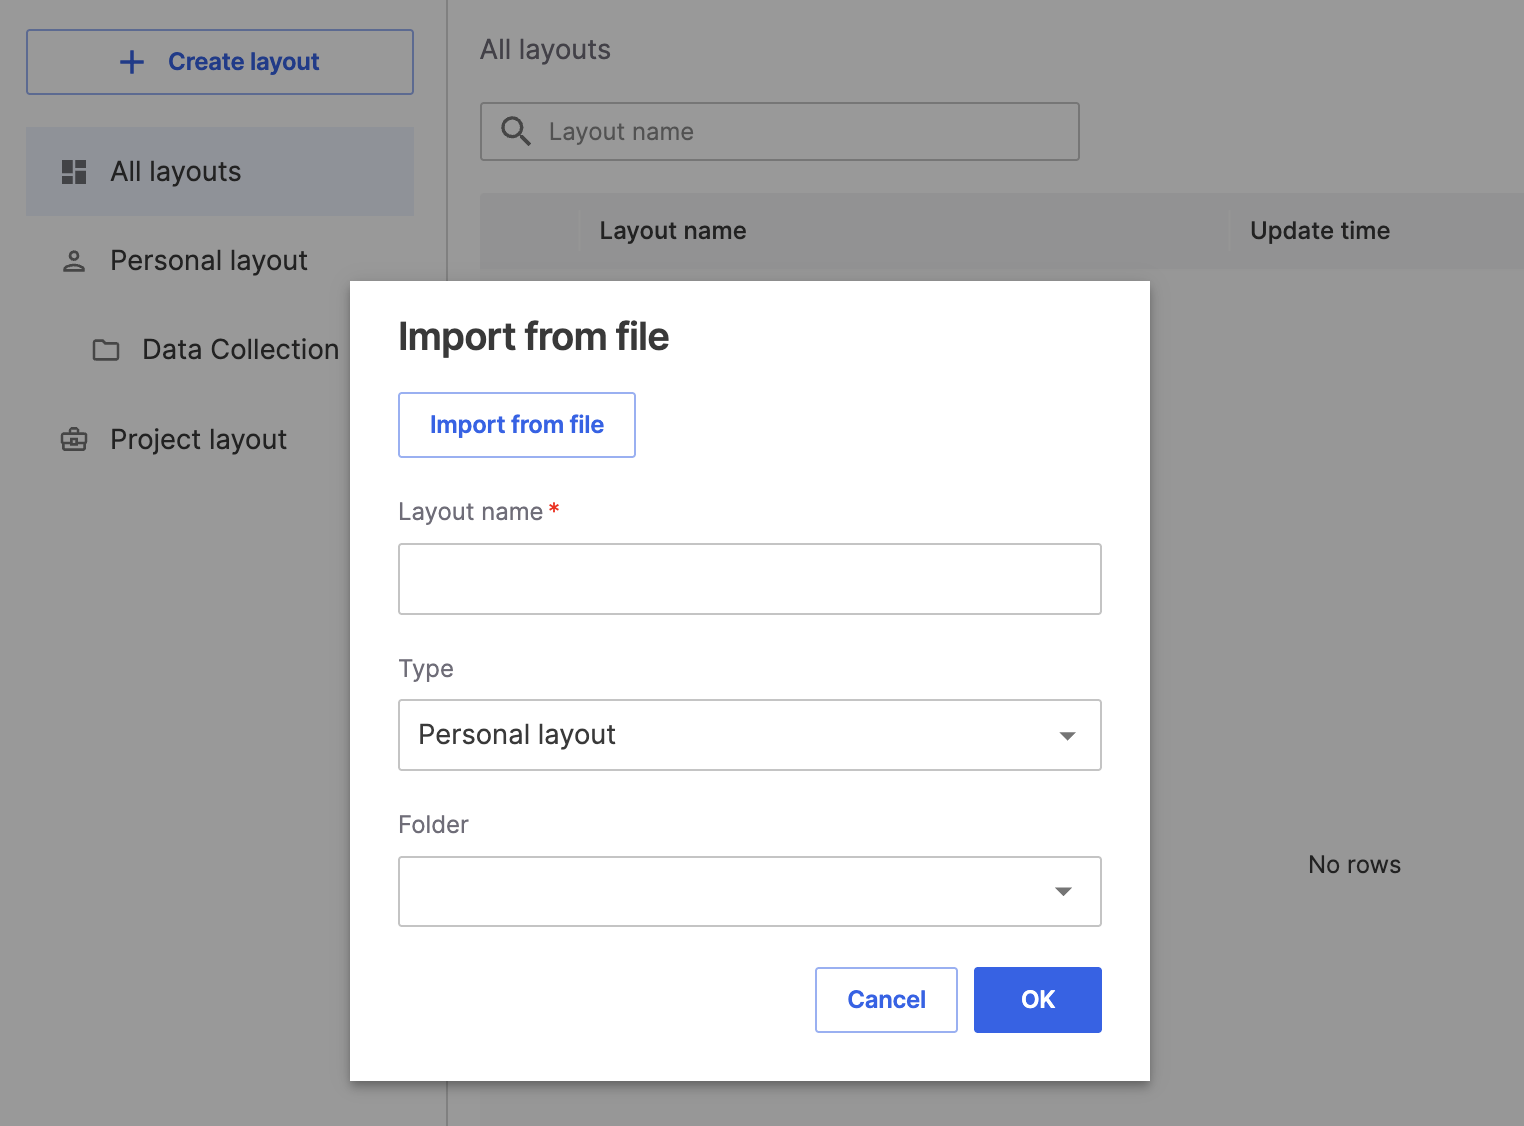 Create layout
All layouts
Personal layout
Data Collection
Project layout
All layouts
Layout name
Layout name
Update time
No rows
Import from file
Import from file
Layout name *
Type
Personal layout
Folder
Cancel
OK